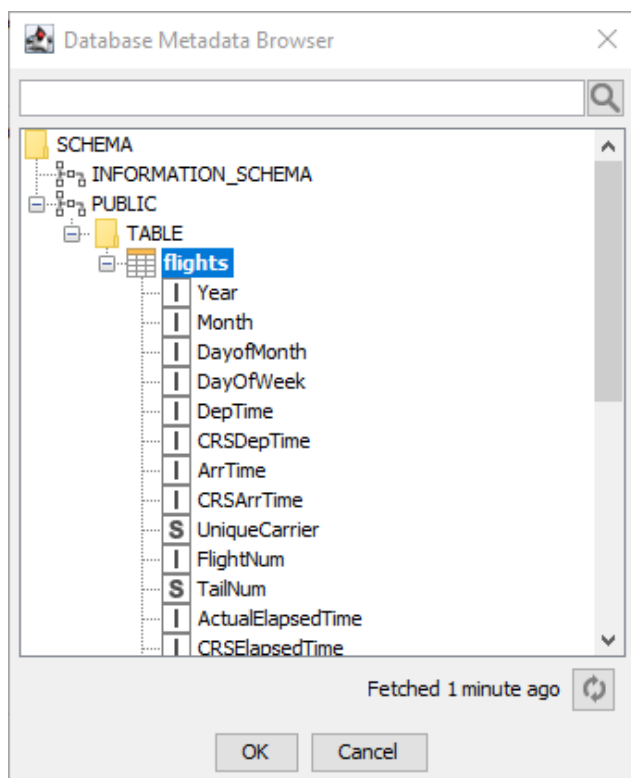 Database Metadata Browser
SCHEMA
INFORMATION_SCHEMA
PUBLIC
TABLE
flights
I Year
I Month
I DayofMonth
I DayOfWeek
I DepTime
I CRSDepTime
I ArrTime
I CRSArrTime
S UniqueCarrier
I FlightNum
S TailNum
I ActualElapsedTime
I CRSElapsedTime
Fetched 1 minute ago
OK Cancel